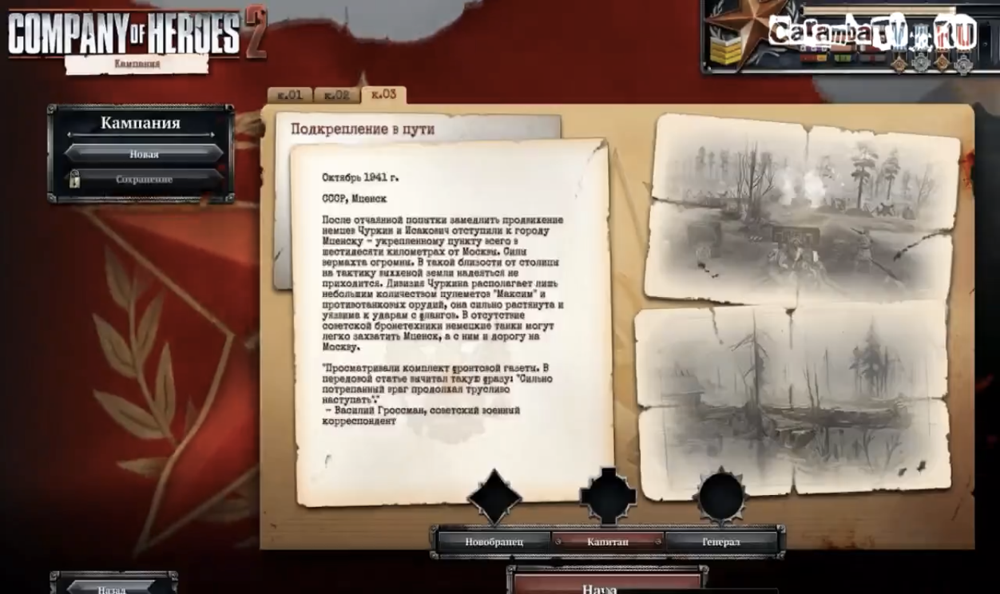 COMPANY OF HEROES 2
Кампания
CarambaTV.RU
к.01
к.02
к.03
Кампания
Новая
Сохранение
Подкрепление в пути
Октябрь 1941 г.
СССР, Мценск
После отчаянной попытки замедлить продвижение
немцев Чуркин и Исакович отступили к городу
Мценску - укрепленному пункту всего в
шестидесяти километрах от Москвы. Силы
вермахта огромны. В такой близости от столицы
на тактику выжженой земли надеяться не
приходится. Дивизия Чуркина располагает лишь
небольшим количеством пулеметов "Максим" и
противотанковых орудий, она сильно растянута и
уязвима к ударам с флангов. В отсутствие
советской бронетехники немецкие танки могут
легко захватить Мценск, а с ним и дорогу на
Москву.
"Просматривали комплект фронтовой газеты. В
передовой статье вычитал такую фразу: "Сильно
потрепанный враг продолжал трусливо
наступать"."
- Василий Гроссман, советский военный
корреспондент
Новобранец
Капитан
Генерал
Назад